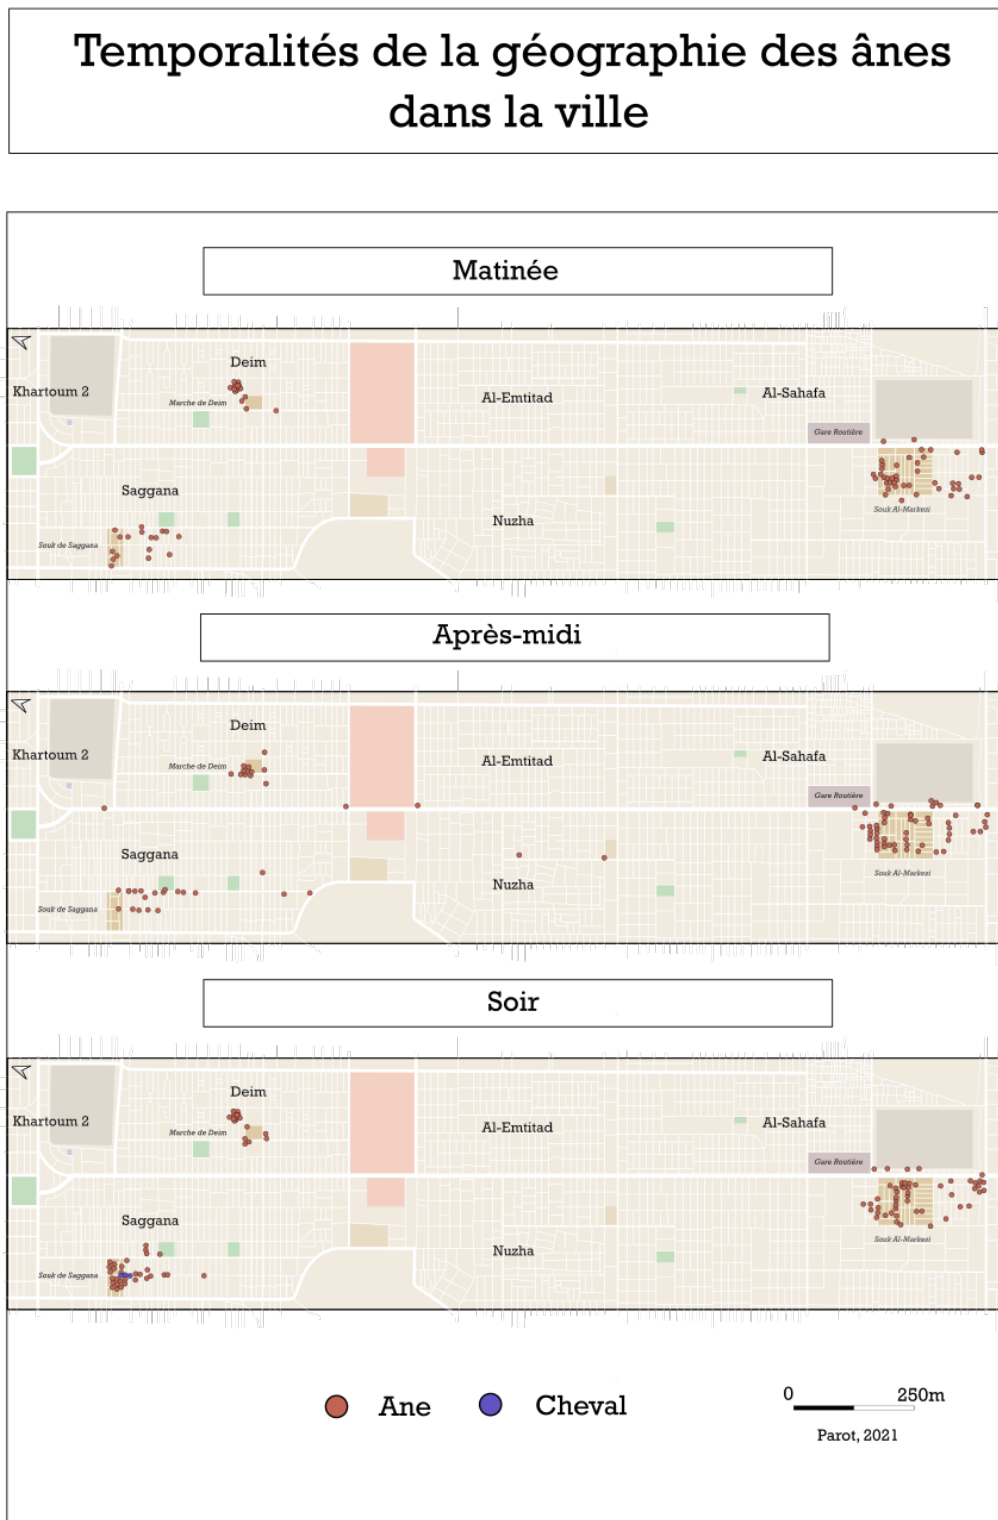 Temporalités de la géographie des ânes
dans la ville
Matinée
Deim
Khartoum 2
Marche de Deim
Al-Emtitad
Al-Sahafa
Gare Routière
Saggana
Souk de Saggana
Nuzha
Souk Al-Markezi
Après-midi
Deim
Khartoum 2
Marche de Deim
Al-Emtitad
Al-Sahafa
Gare Routière
Saggana
Souk de Saggana
Nuzha
Souk Al-Markezi
Soir
Deim
Khartoum 2
Marche de Deim
Al-Emtitad
Al-Sahafa
Gare Routière
Saggana
Souk de Saggana
Nuzha
Souk Al-Markezi
Ane
Cheval
0 250m
Parot, 2021